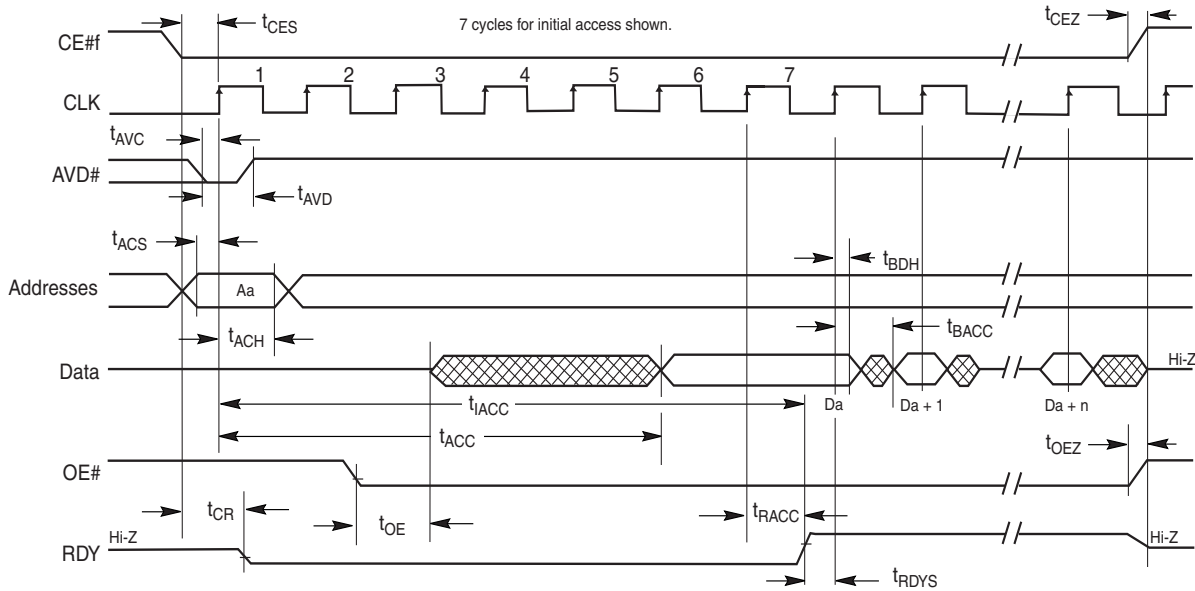 tCES
7 cycles for initial access shown.
tCEZ
CE#f
1 2 3 4 5 6 7
CLK
tAVC
AVD#
tAVD
tACS
tBDH
Addresses
Aa
tACH
tBACC
Data
Hi-Z
tIACC
Da
Da + 1
Da + n
tACC
tOEZ
OE#
tCR
tOE
tRACC
Hi-Z
Hi-Z
RDY
tRDYS